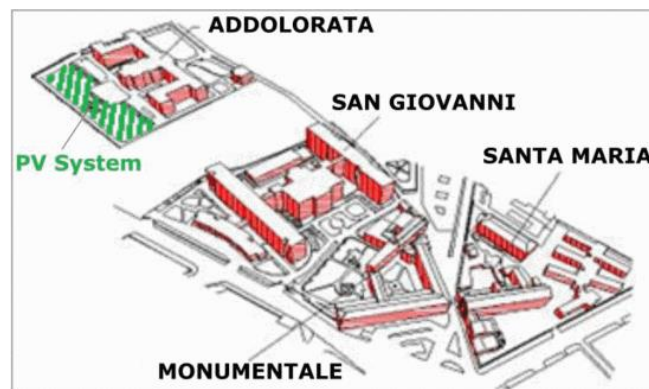 ADDOLORATA
SAN GIOVANNI
SANTA MARIA
PV System
MONUMENTALE